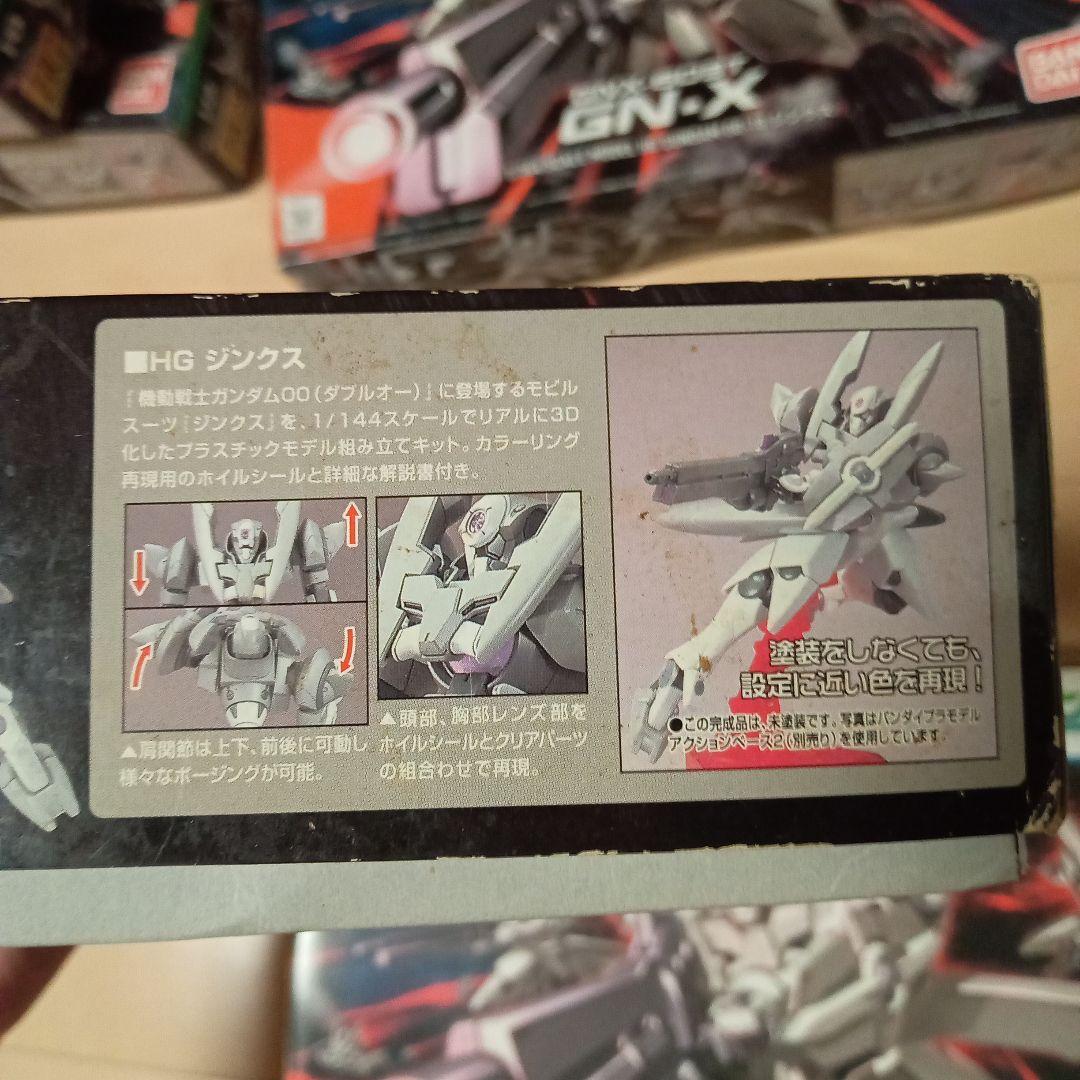 GN-X
BAN
DAI
■HG ジンクス
『機動戦士ガンダム00(ダブルオー)』に登場するモビル
スーツ『ジンクス』を、1/144スケールでリアルに3D
化したプラスチックモデル組み立てキット。カラーリング
再現用のホイルシールと詳細な解説書付き。
▲肩関節は上下、前後に可動し
様々なポージングが可能。
▲頭部、胸部レンズ部を
ホイルシールとクリアパーツ
の組合わせで再現。
塗装をしなくても、
設定に近い色を再現!
●この完成品は、未塗装です。写真はバンダイプラモデル
アクションベース2(別売り)を使用しています。